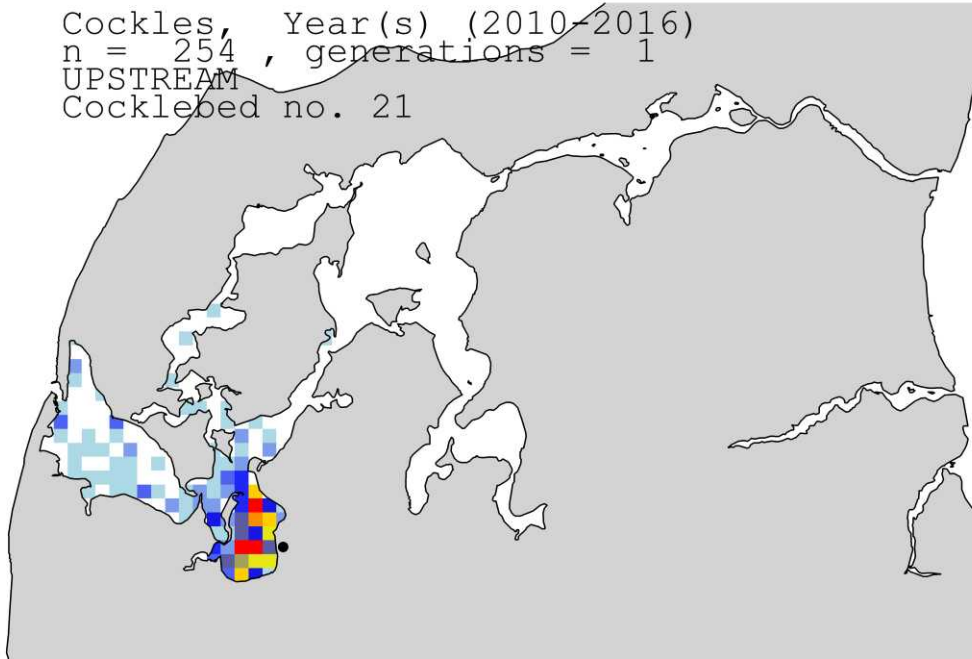 Cockles,   Year(s) (2010-2016)
n =   254 , generations =  1
UPSTREAM
Cocklebed no. 21